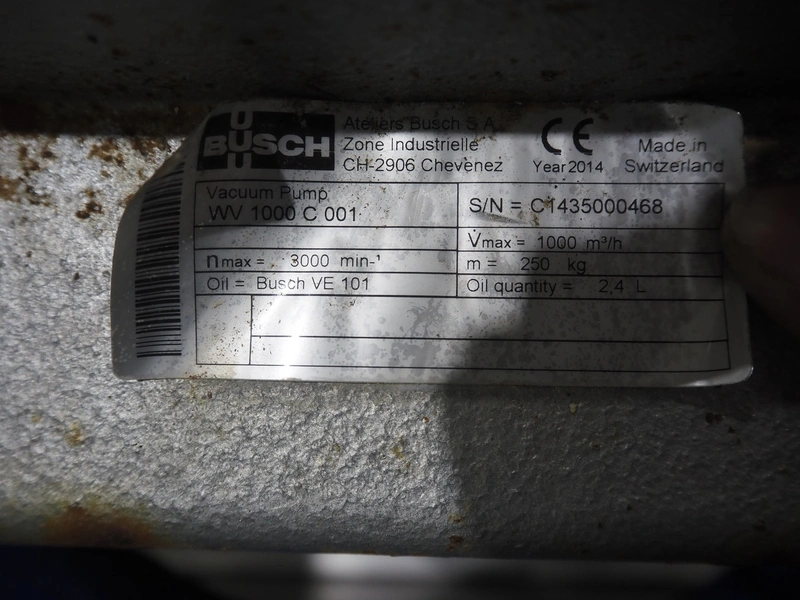 BUSCH
Ateliers Busch S A
Zone Industrielle
CH-2906 Chevenez
CE
Year 2014
Made in
Switzerland
Vacuum Pump
WV 1000 C 001
S/N = C1435000468
V̇max = 1000 m³/h
nmax = 3000 min-¹
m = 250 kg
Oil = Busch VE 101
Oil quantity = 2,4 L